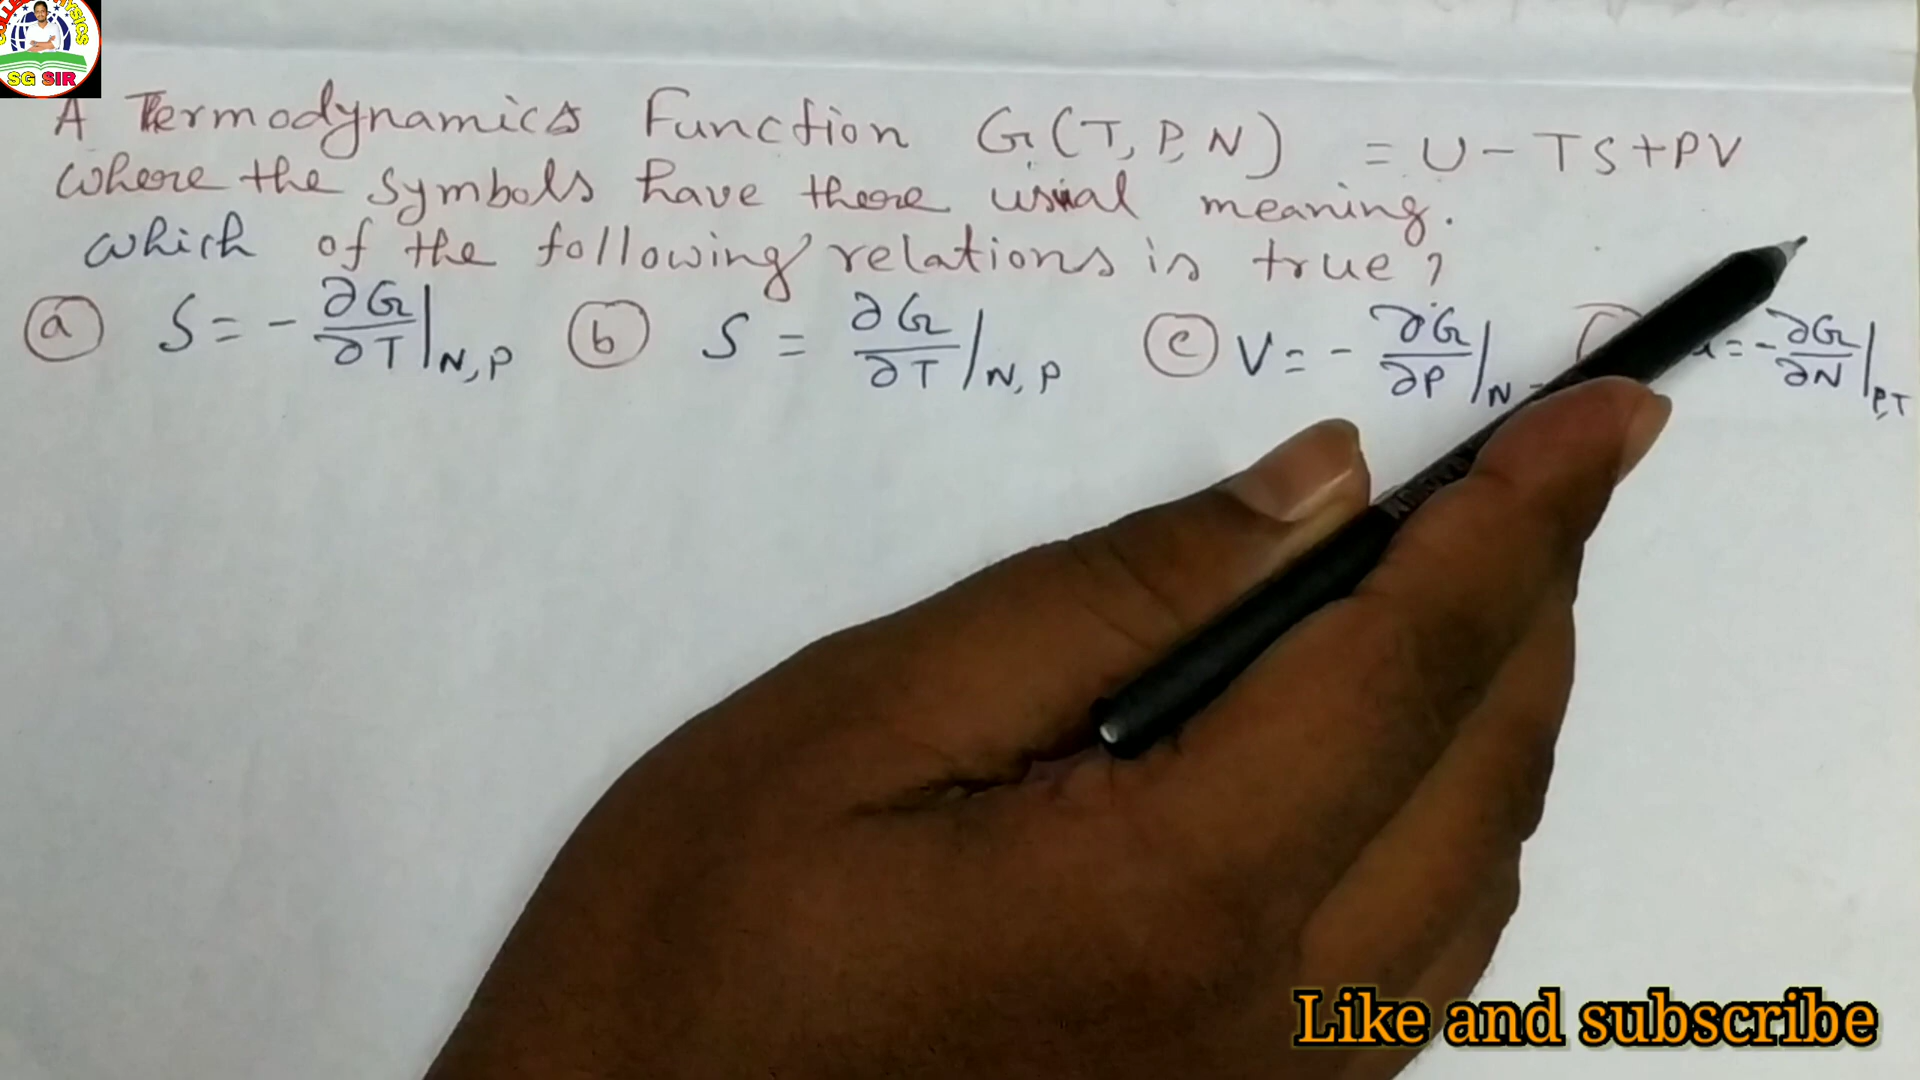 SG SIR
A Termodynamics Function G(T, P, N) = U - TS + PV
where the symbols have there usual meaning.
which of the following relations is true?
(a) S = - ∂G/∂T|N,P (b) S = ∂G/∂T|N,P (c) V = - ∂G/∂P|N = - ∂G/∂N|P,T
Like and subscribe